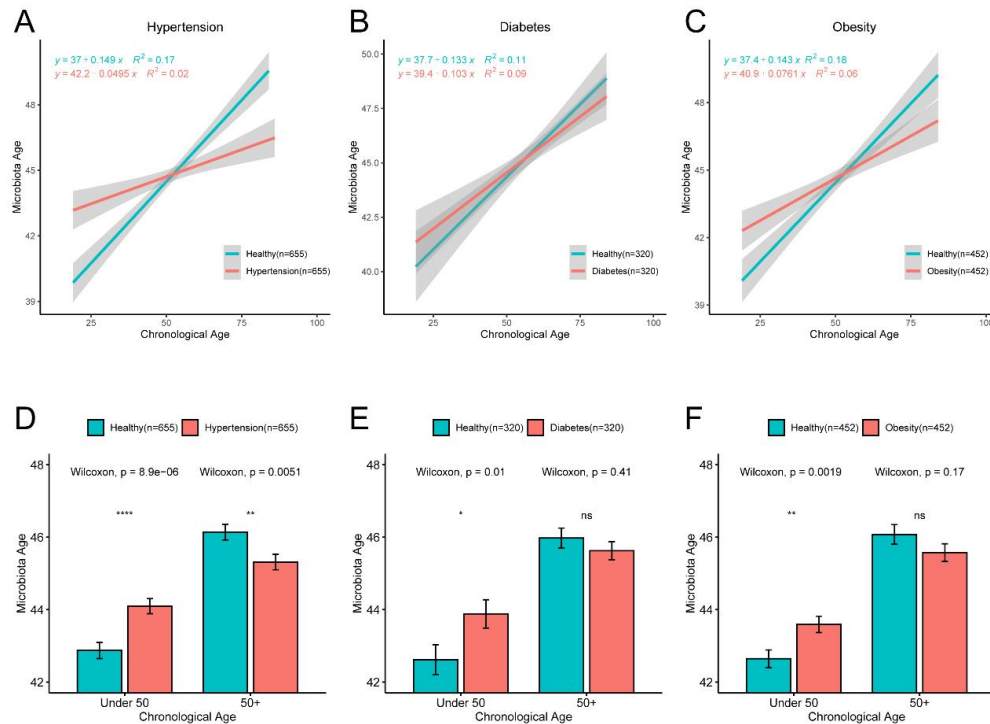 A
Hypertension
y = 37 + 0.149 x R² = 0.17
y = 42.2 + 0.0495 x R² = 0.02
Microbiota Age
48
45
42
39
Healthy(n=655)
Hypertension(n=655)
25 50 75 100
Chronological Age
B
Diabetes
y = 37.7 + 0.133 x R² = 0.11
y = 39.4 + 0.103 x R² = 0.09
Microbiota Age
50.0
47.5
45.0
42.5
40.0
Healthy(n=320)
Diabetes(n=320)
25 50 75 100
Chronological Age
C
Obesity
y = 37.4 + 0.143 x R² = 0.18
y = 40.9 + 0.0761 x R² = 0.06
Microbiota Age
48
45
42
39
Healthy(n=452)
Obesity(n=452)
25 50 75 100
Chronological Age
D
Healthy(n=655) Hypertension(n=655)
Wilcoxon, p = 8.9e-06 Wilcoxon, p = 0.0051
**** **
Microbiota Age
48
46
44
42
Under 50 50+
Chronological Age
E
Healthy(n=320) Diabetes(n=320)
Wilcoxon, p = 0.01 Wilcoxon, p = 0.41
* ns
Microbiota Age
48
46
44
42
Under 50 50+
Chronological Age
F
Healthy(n=452) Obesity(n=452)
Wilcoxon, p = 0.0019 Wilcoxon, p = 0.17
** ns
Microbiota Age
48
46
44
42
Under 50 50+
Chronological Age